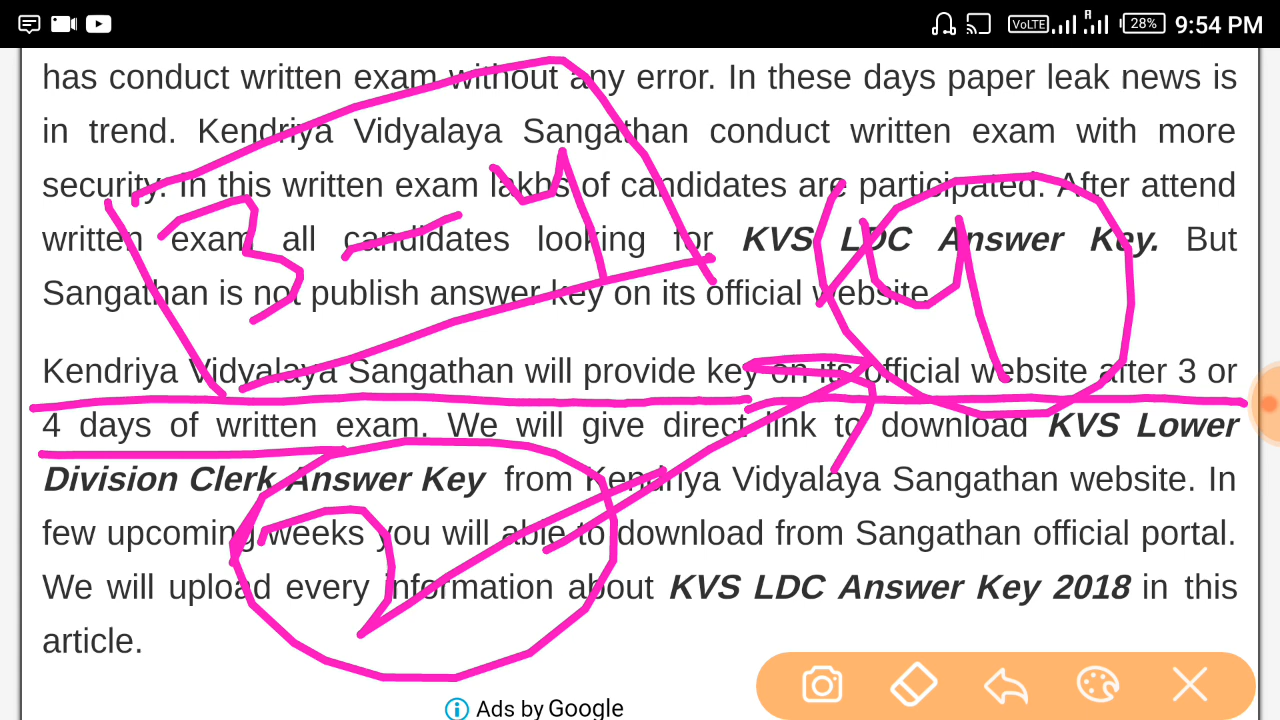 VoLTE R 28% 9:54 PM
has conduct written exam without any error. In these days paper leak news is
in trend. Kendriya Vidyalaya Sangathan conduct written exam with more
security. In this written exam lakhs of candidates are participated. After attend
written exam all candidates looking for KVS LDC Answer Key. But
Sangathan is not publish answer key on its official website.
3 - 4
Kendriya Vidyalaya Sangathan will provide key on its official website after 3 or
4 days of written exam. We will give direct link to download KVS Lower
Division Clerk Answer Key from Kendriya Vidyalaya Sangathan website. In
few upcoming weeks you will able to download from Sangathan official portal.
We will upload every information about KVS LDC Answer Key 2018 in this
article.
Ads by Google